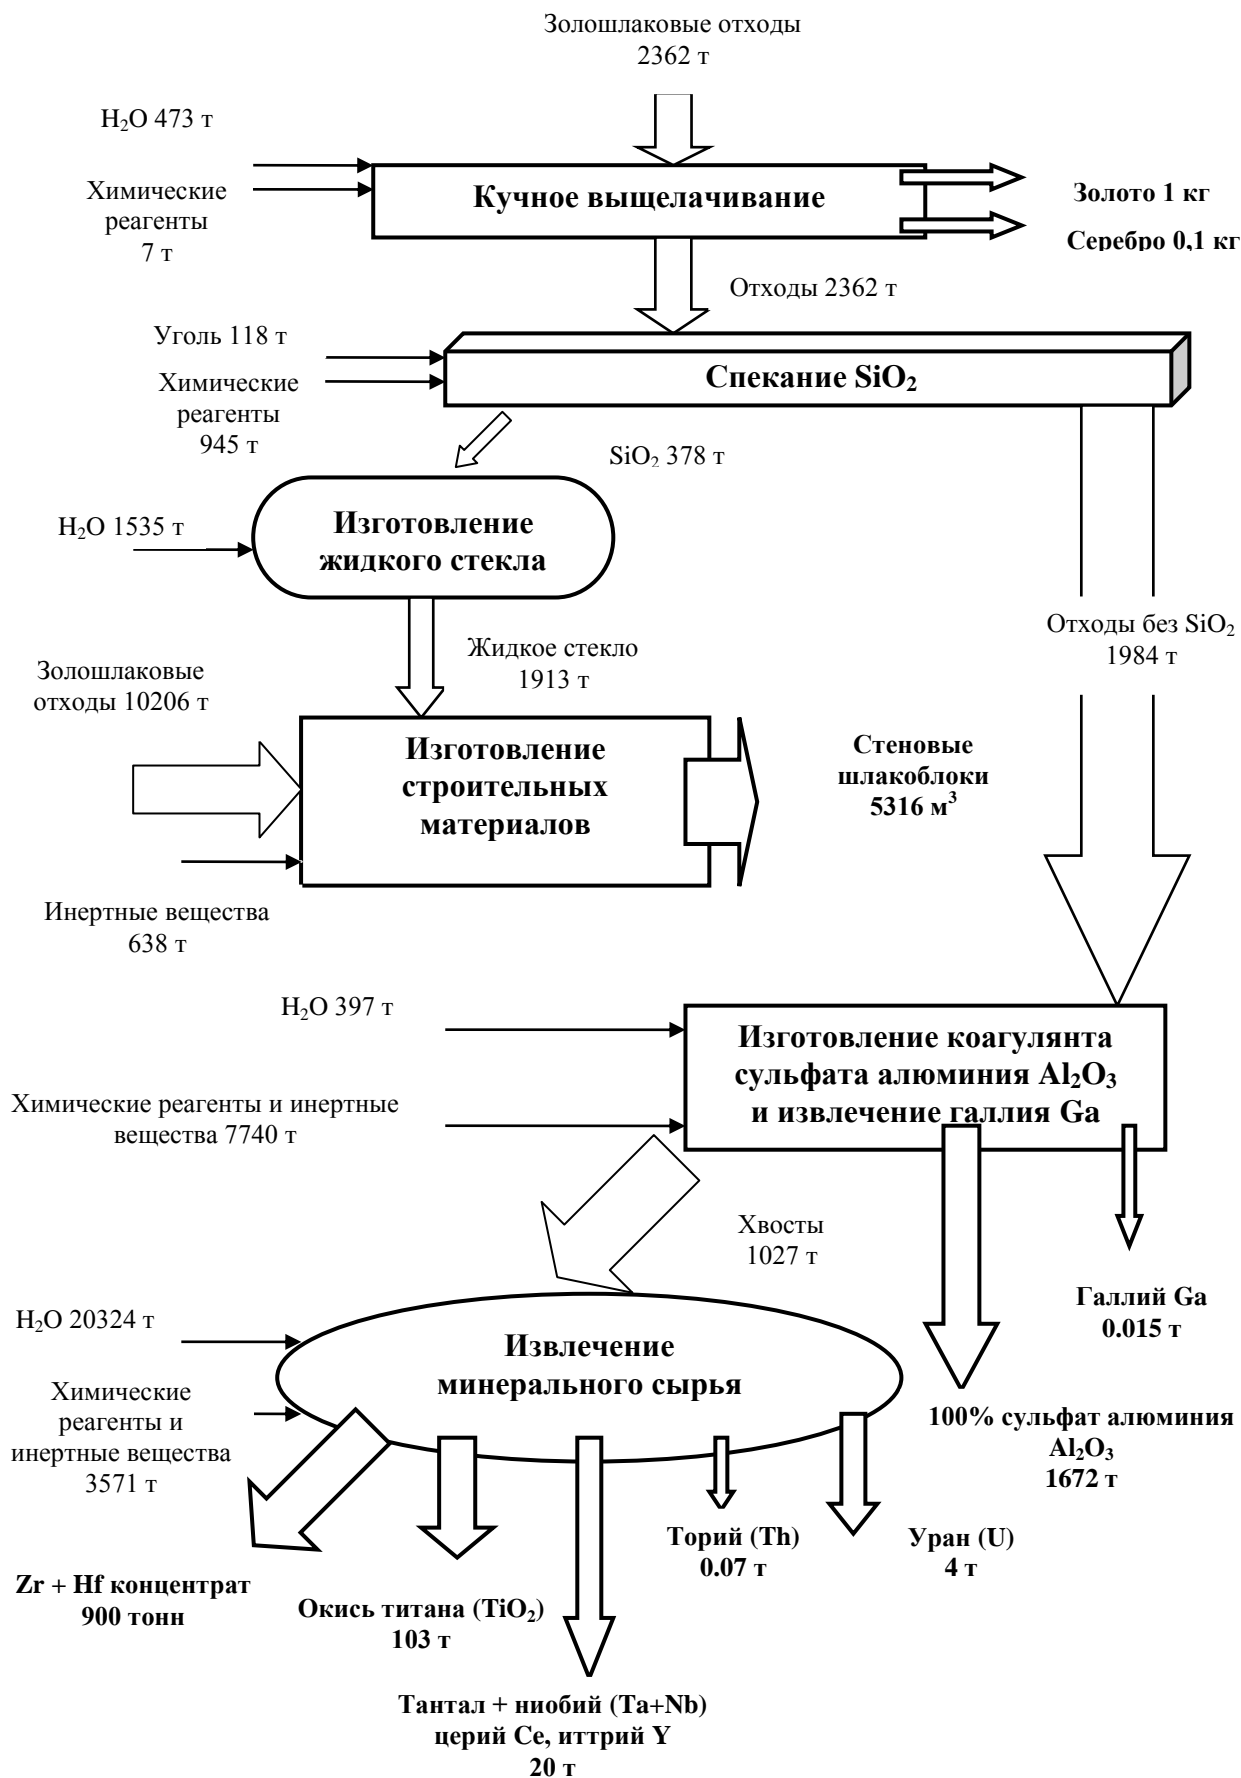 Золошлаковые отходы
2362 т
H₂O 473 т
Химические
реагенты
7 т
Кучное выщелачивание
Золото 1 кг
Серебро 0,1 кг
Отходы 2362 т
Уголь 118 т
Химические
реагенты
945 т
Спекание SiO₂
SiO₂ 378 т
H₂O 1535 т
Изготовление
жидкого стекла
Отходы без SiO₂
1984 т
Жидкое стекло
1913 т
Золошлаковые
отходы 10206 т
Изготовление
строительных
материалов
Стеновые
шлакоблоки
5316 м³
Инертные вещества
638 т
H₂O 397 т
Изготовление коагулянта
сульфата алюминия Al₂O₃
и извлечение галлия Ga
Химические реагенты и инертные
вещества 7740 т
Хвосты
1027 т
Галлий Ga
0.015 т
H₂O 20324 т
Извлечение
минерального сырья
Химические
реагенты и
инертные вещества
3571 т
100% сульфат алюминия
Al₂O₃
1672 т
Zr + Hf концентрат
900 тонн
Окись титана (TiO₂)
103 т
Торий (Th)
0.07 т
Уран (U)
4 т
Тантал + ниобий (Ta+Nb)
церий Ce, иттрий Y
20 т